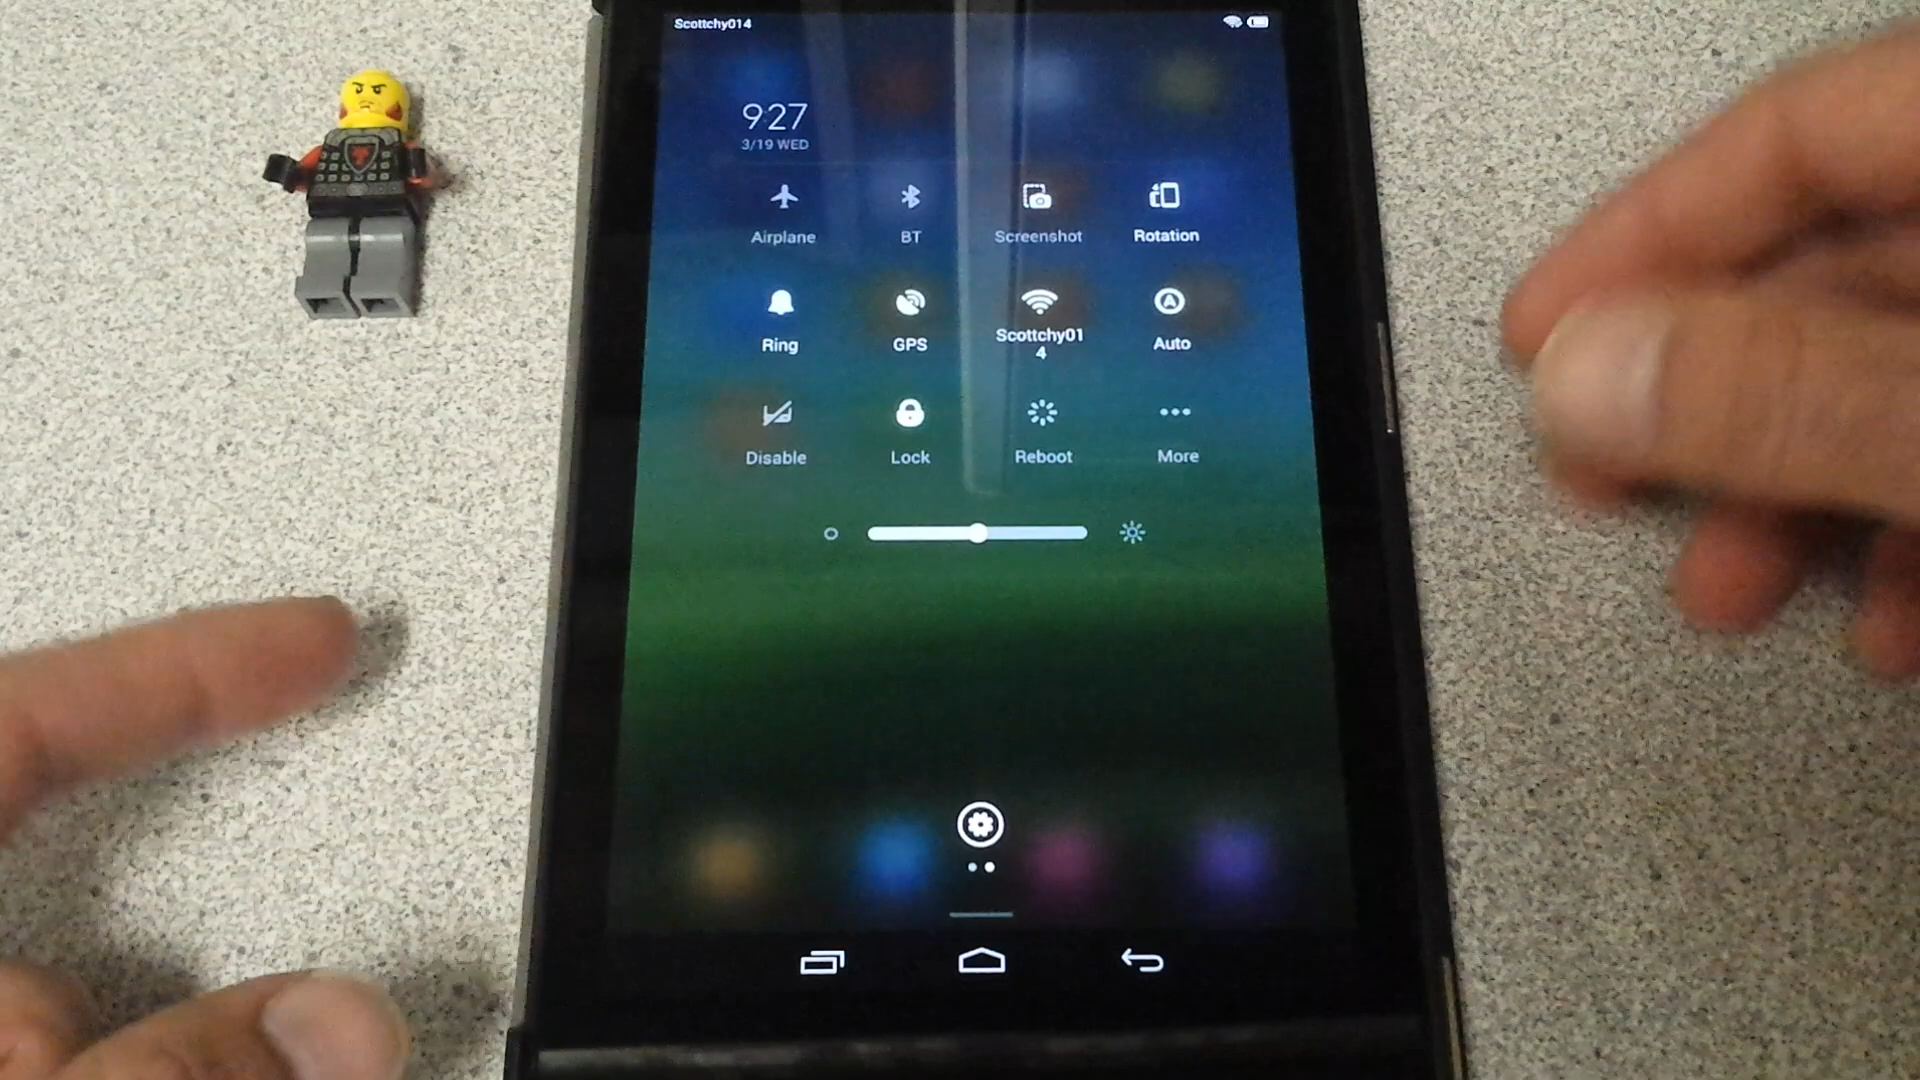 Scottchy014
9:27
3/19 WED
Airplane BT Screenshot Rotation
Ring GPS Scottchy01
4 Auto
Disable Lock Reboot More